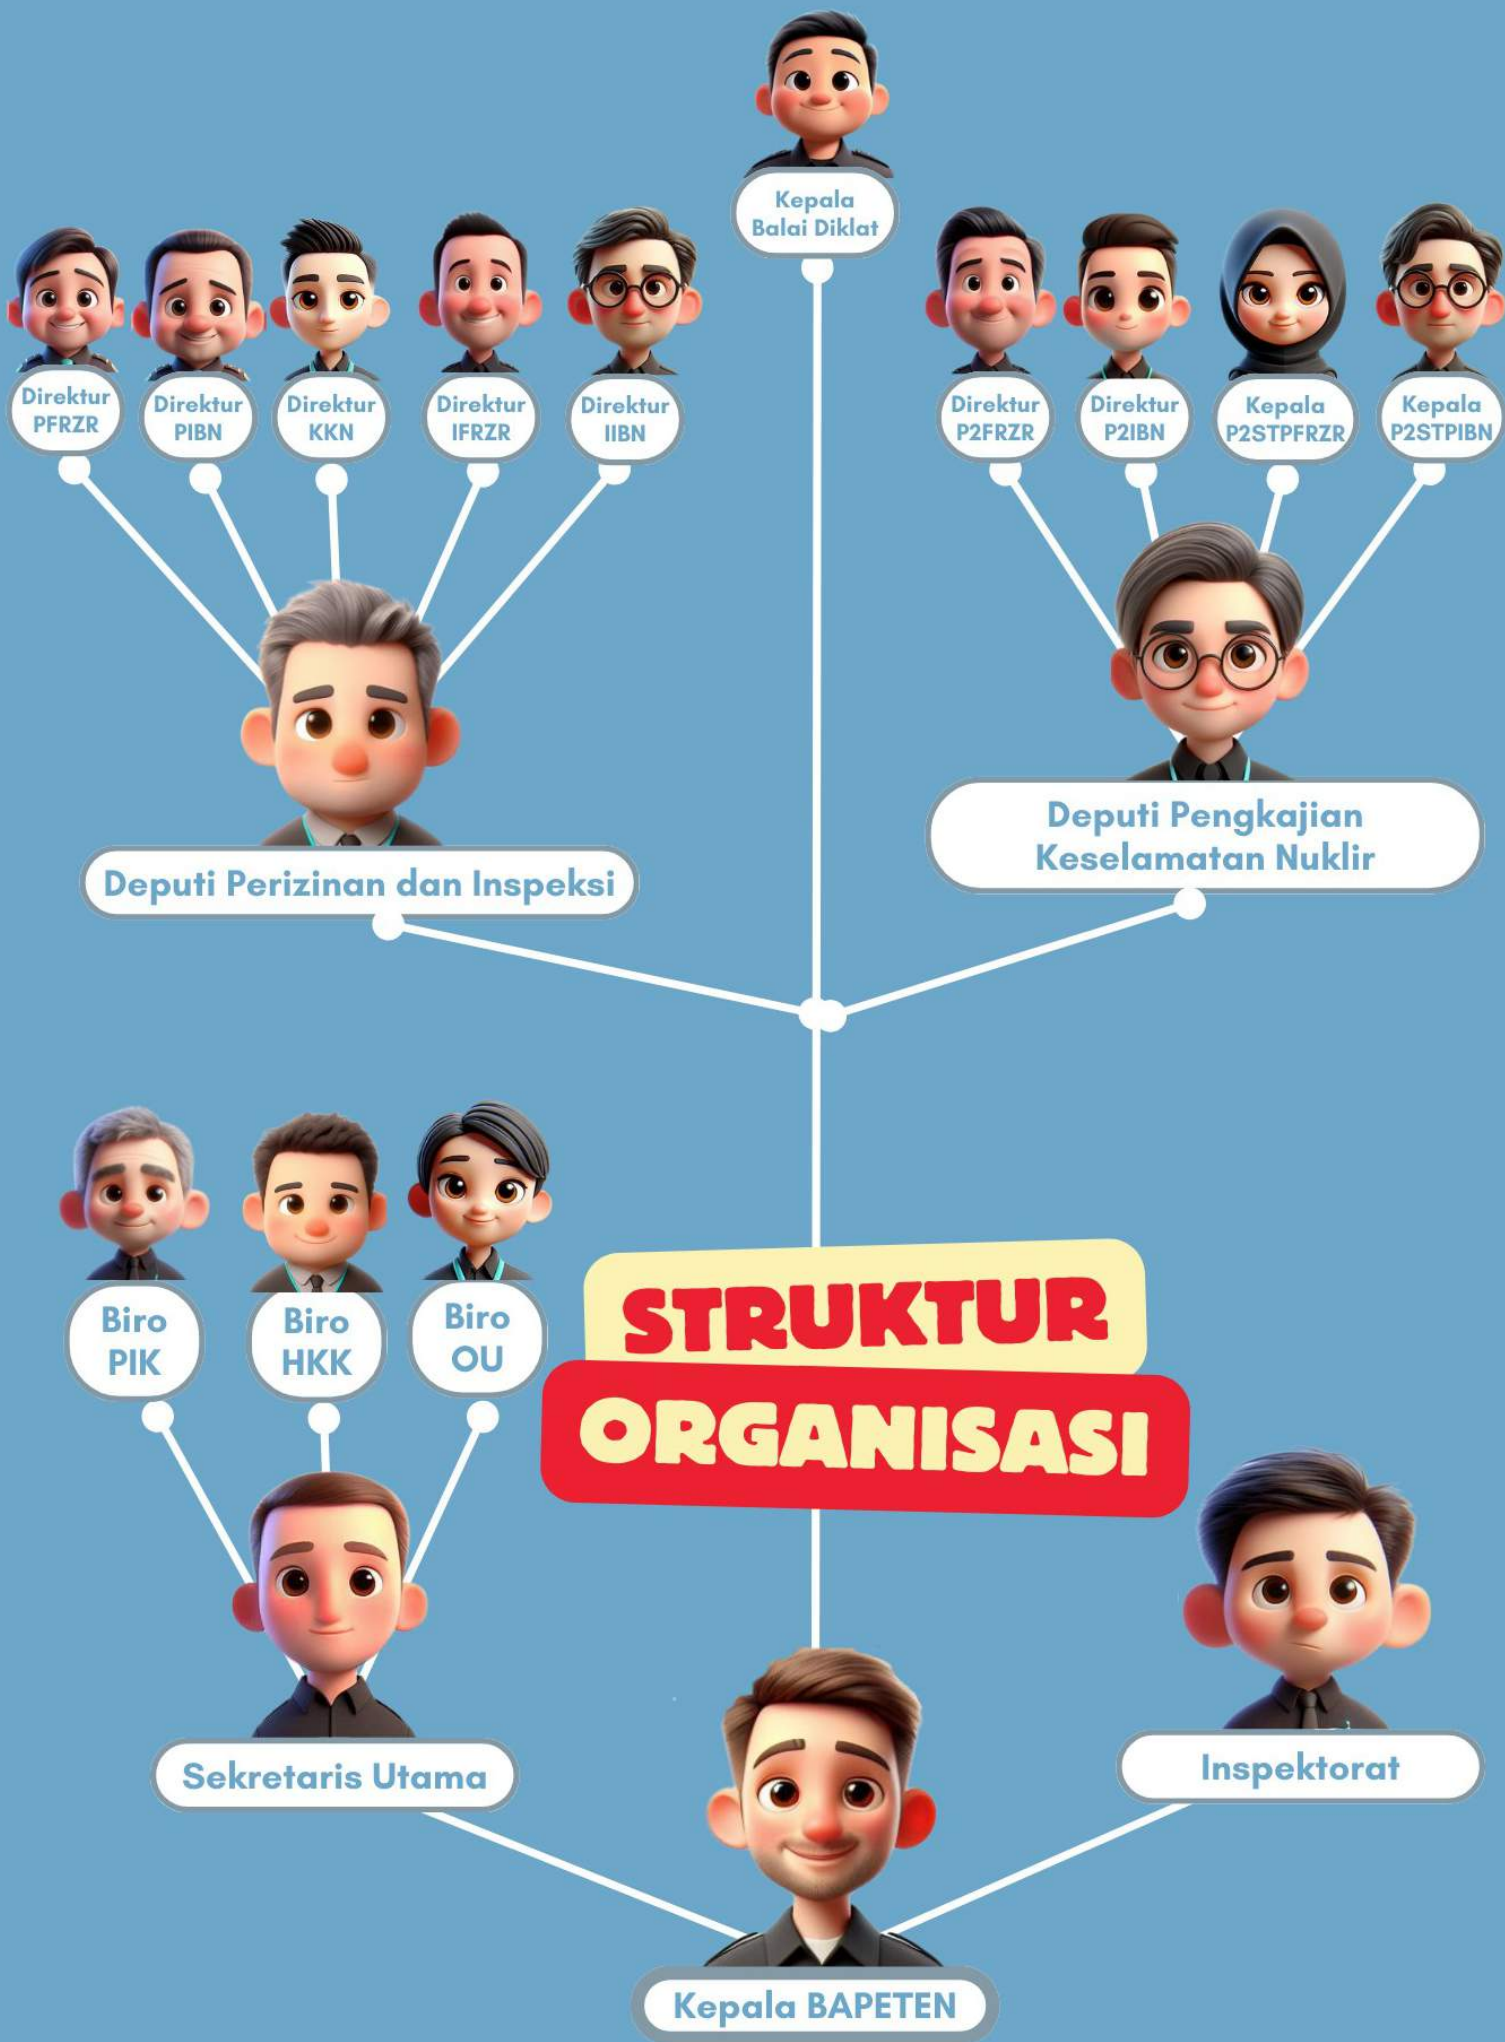 Kepala
Balai Diklat
Direktur
PFRZR
Direktur
PIBN
Direktur
KKN
Direktur
IFRZR
Direktur
IIBN
Direktur
P2FRZR
Direktur
P2IBN
Kepala
P2STPFRZR
Kepala
P2STPIBN
Deputi Perizinan dan Inspeksi
Deputi Pengkajian
Keselamatan Nuklir
Biro
PIK
Biro
HKK
Biro
OU
STRUKTUR
ORGANISASI
Sekretaris Utama
Inspektorat
Kepala BAPETEN